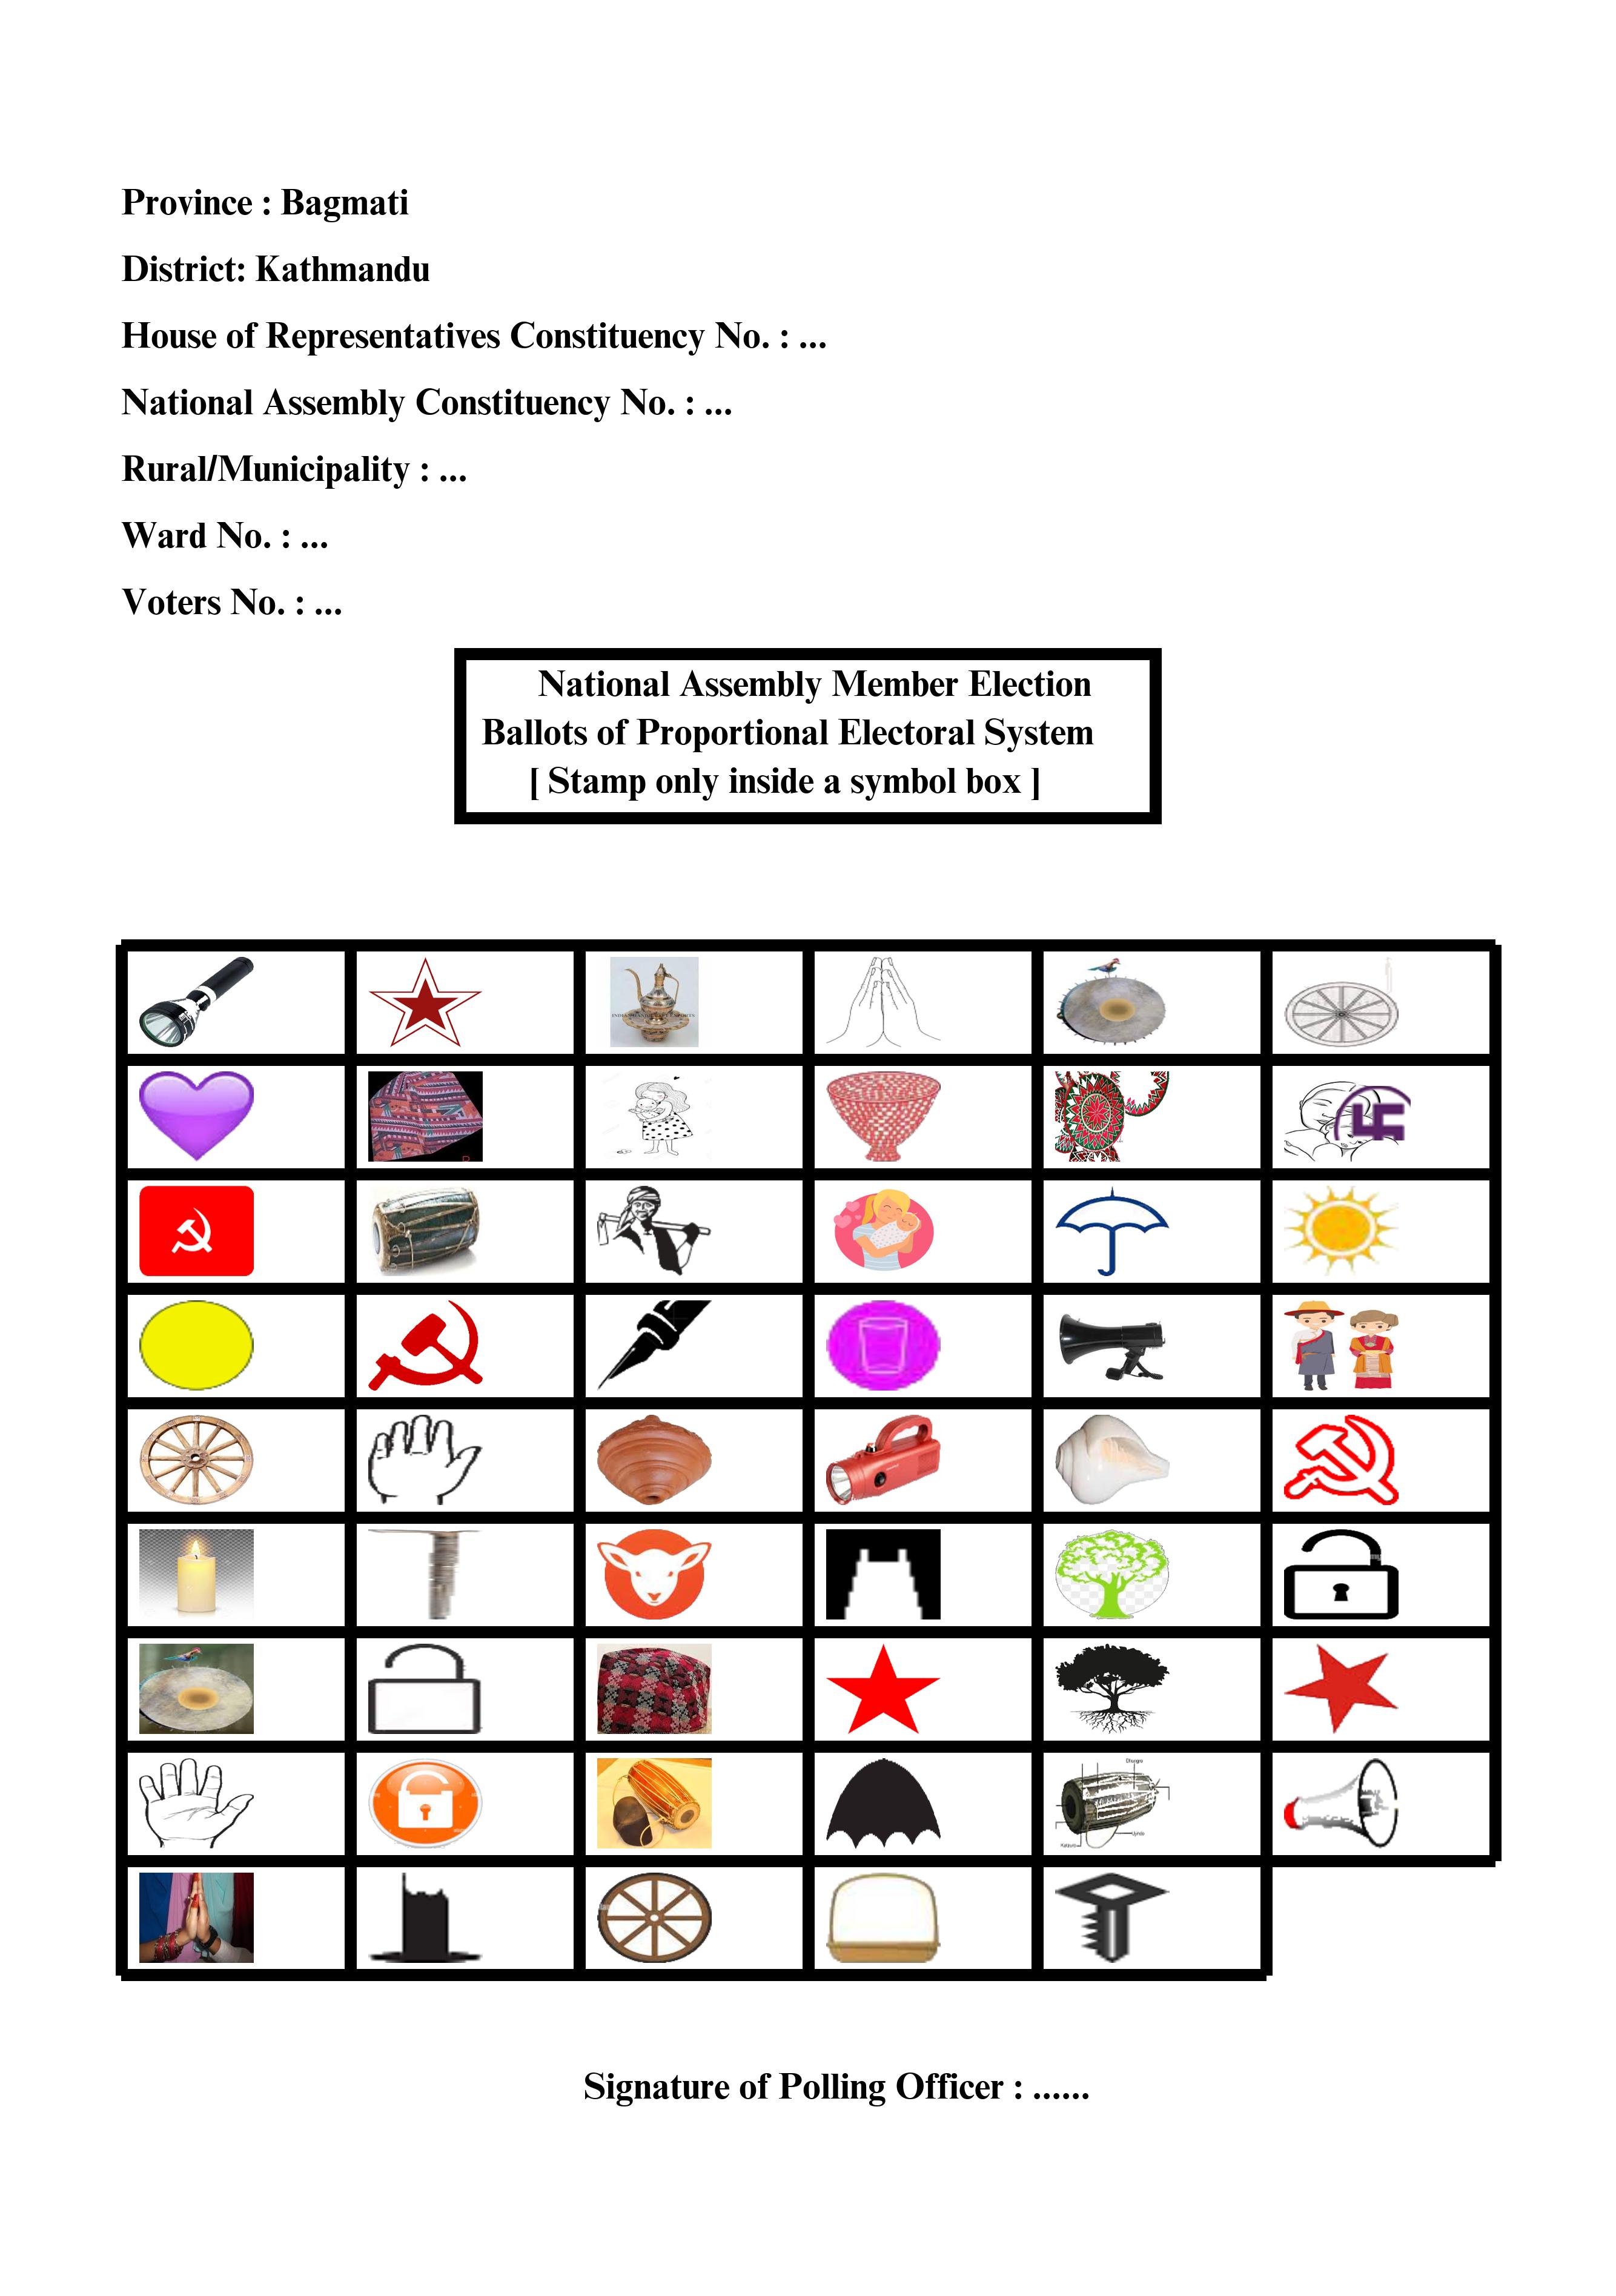 Province : Bagmati
District: Kathmandu
House of Representatives Constituency No. : ...
National Assembly Constituency No. : ...
Rural/Municipality : ...
Ward No. : ...
Voters No. : ...
National Assembly Member Election
Ballots of Proportional Electoral System
[ Stamp only inside a symbol box ]
Signature of Polling Officer : ......